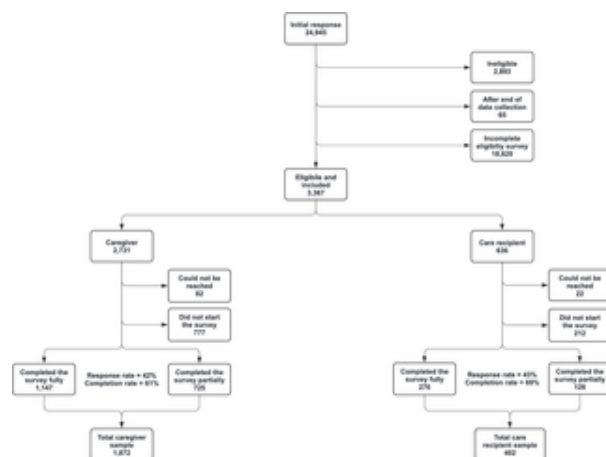 Initial response
24,945
Ineligible
2,893
After end of
data collection
65
Incomplete
eligibility survey
18,620
Eligibile and
included
3,367
Caregiver
2,731
Could not be
reached
82
Did not start
the survey
777
Completed the
survey fully
1,147
Response rate = 42%
Completion rate = 61%
Completed the
survey partially
725
Total caregiver
sample
1,872
Care recipient
636
Could not be
reached
22
Did not start
the survey
212
Completed the
survey fully
276
Response rate = 43%
Completion rate = 69%
Completed the
survey partially
126
Total care
recipient sample
402